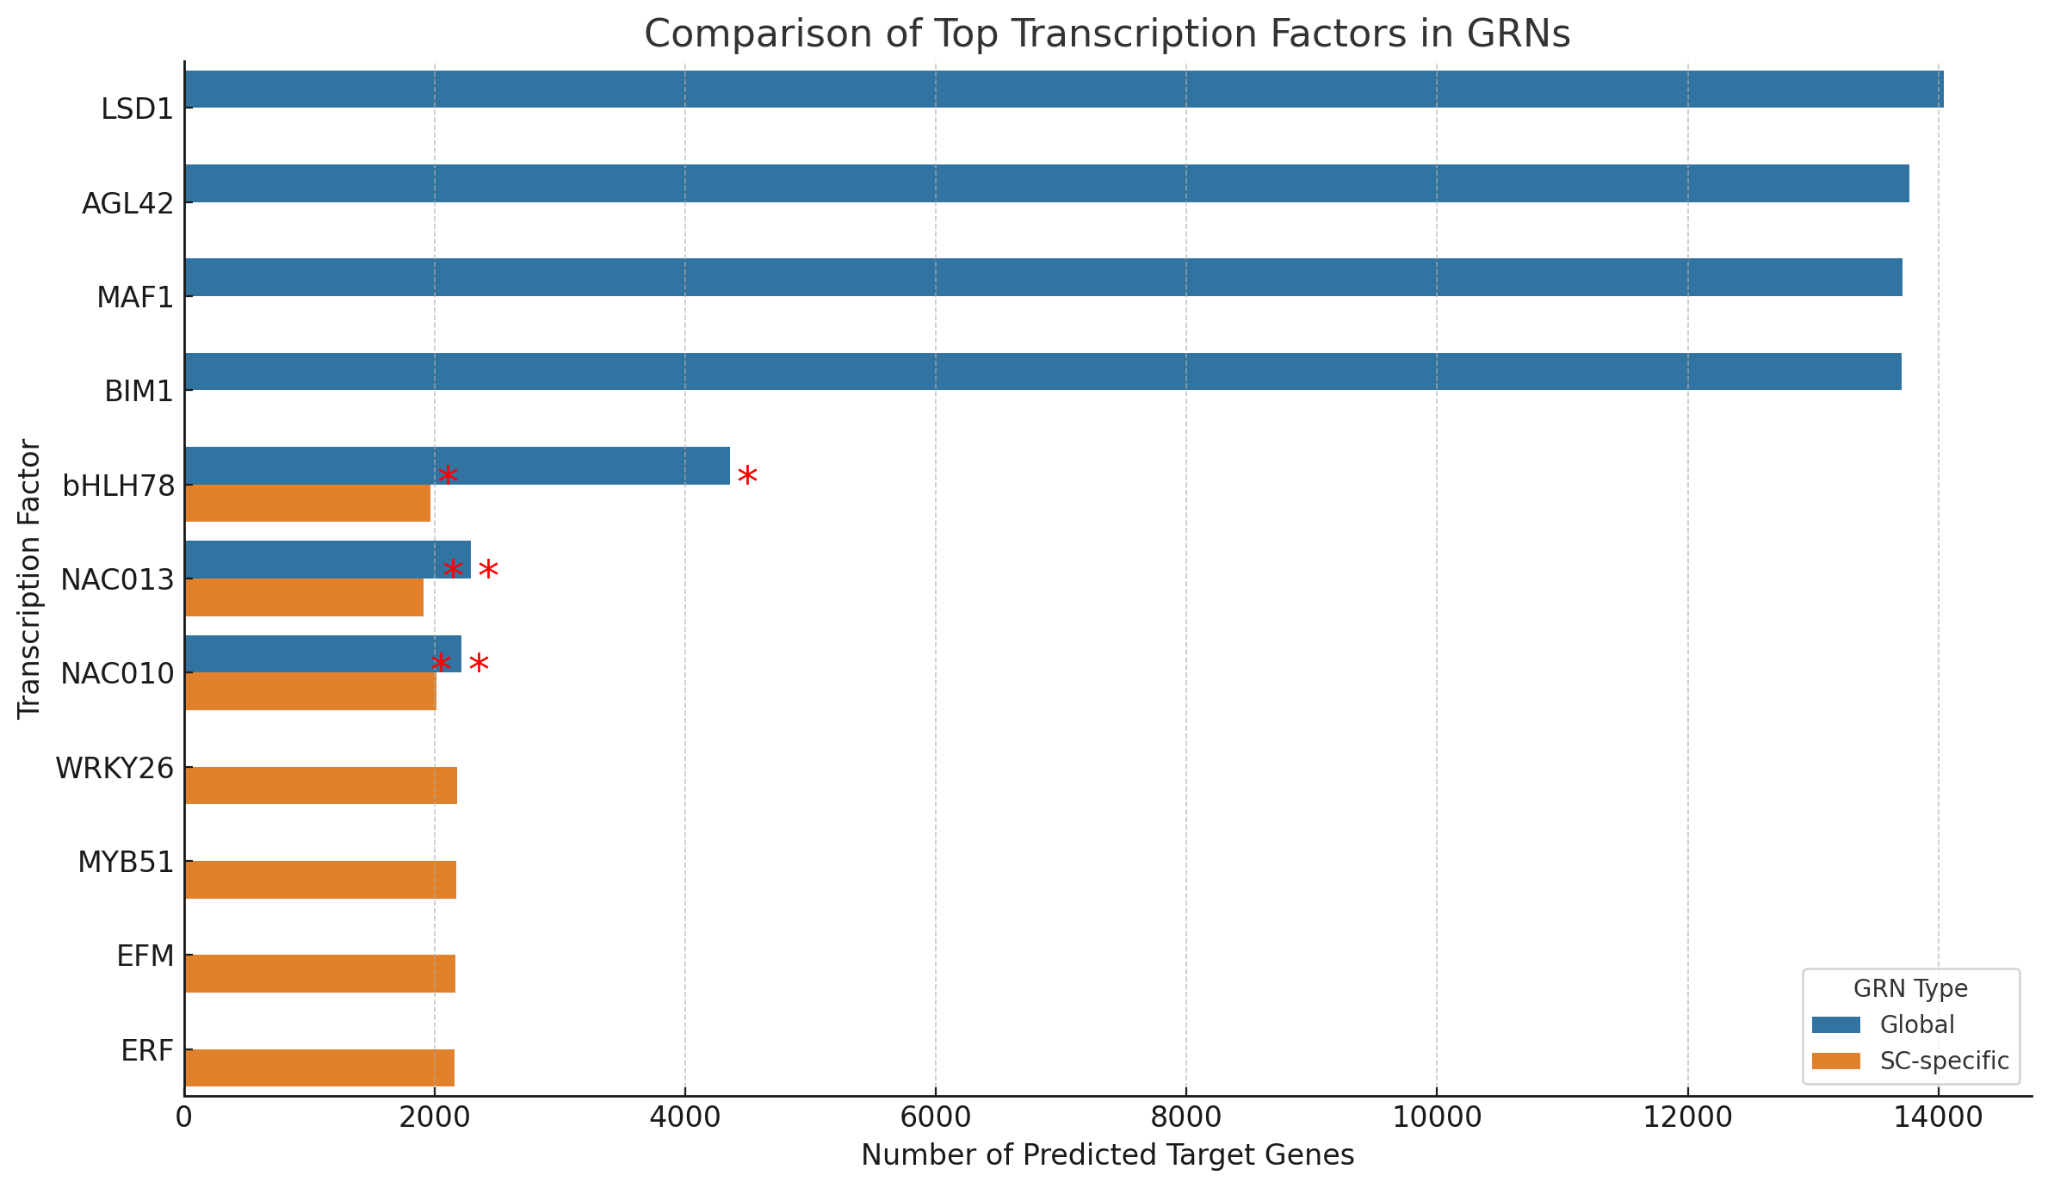 Comparison of Top Transcription Factors in GRNs
Transcription Factor
LSD1
AGL42
MAF1
BIM1
bHLH78
* *
NAC013
* *
NAC010
* *
WRKY26
MYB51
EFM
ERF
GRN Type
Global
SC-specific
0 2000 4000 6000 8000 10000 12000 14000
Number of Predicted Target Genes